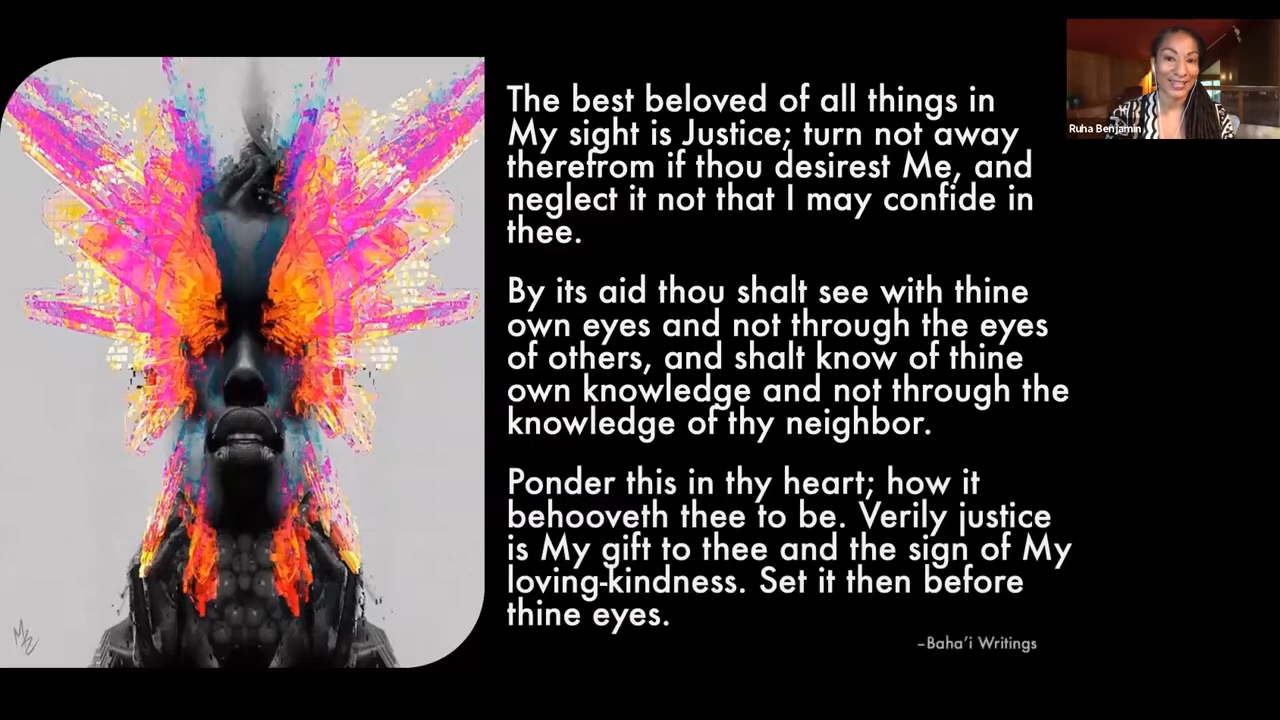 The best beloved of all things in
My sight is Justice; turn not away
therefrom if thou desirest Me, and
neglect it not that I may confide in
thee.
By its aid thou shalt see with thine
own eyes and not through the eyes
of others, and shalt know of thine
own knowledge and not through the
knowledge of thy neighbor.
Ponder this in thy heart; how it
behooveth thee to be. Verily justice
is My gift to thee and the sign of My
loving-kindness. Set it then before
thine eyes.
–Baha'i Writings
Ruha Benjamin